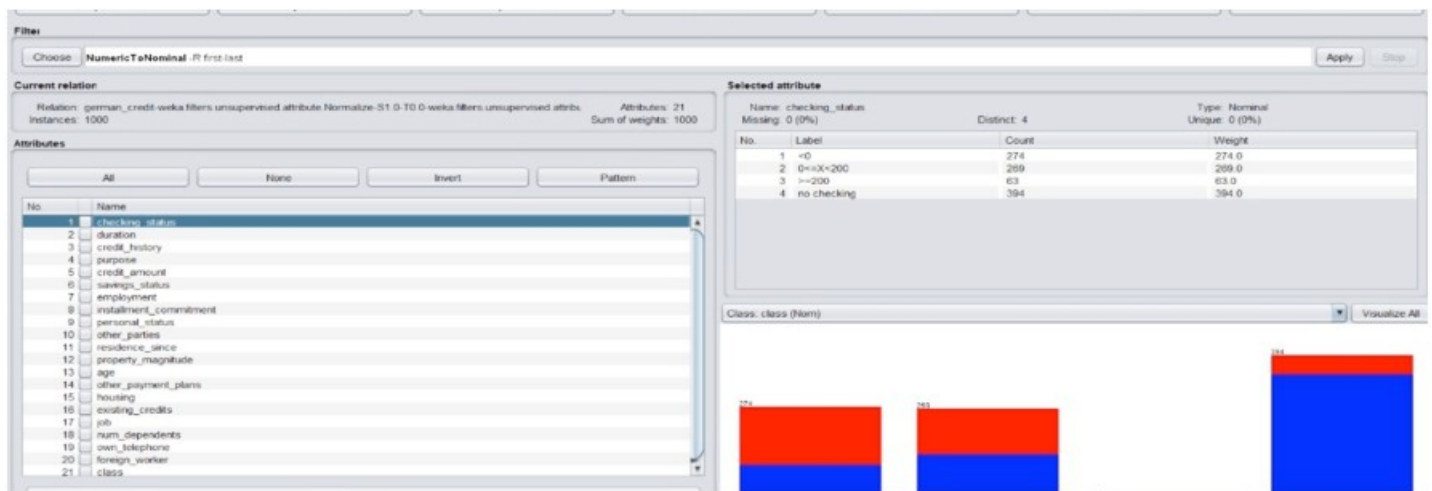 Filter
Choose NumericToNominal -R first-last Apply Stop
Current relation
Relation: german_credit-weka.filters.unsupervised.attribute.Normalize-S1.0-T0.0-weka.filters.unsupervised.attribu. Attributes: 21
Instances: 1000 Sum of weights: 1000
Attributes
All None Invert Pattern
No. Name
1 checking_status
2 duration
3 credit_history
4 purpose
5 credit_amount
6 savings_status
7 employment
8 installment_commitment
9 personal_status
10 other_parties
11 residence_since
12 property_magnitude
13 age
14 other_payment_plans
15 housing
16 existing_credits
17 job
18 num_dependents
19 own_telephone
20 foreign_worker
21 class
Selected attribute
Name: checking_status Type: Nominal
Missing: 0 (0%) Distinct: 4 Unique: 0 (0%)
No. Label Count Weight
1 <0 274 274.0
2 0<=X<200 269 269.0
3 >=200 63 63.0
4 no checking 394 394.0
Class: class (Nom) Visualize All
274
269
394